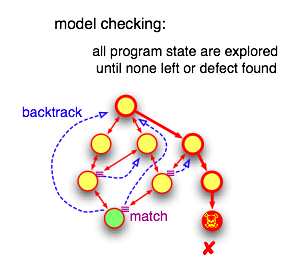 model checking:
all program state are explored
until none left or defect found
backtrack
match